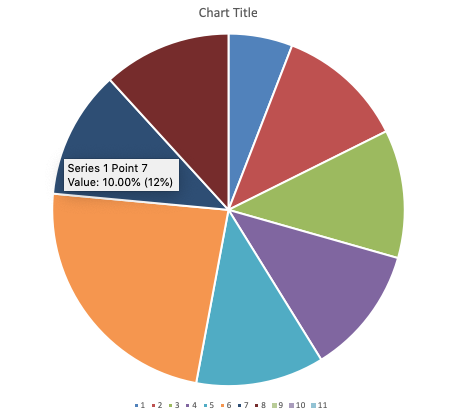 Chart Title
Series 1 Point 7
Value: 10.00% (12%)
1 2 3 4 5 6 7 8 9 10 11